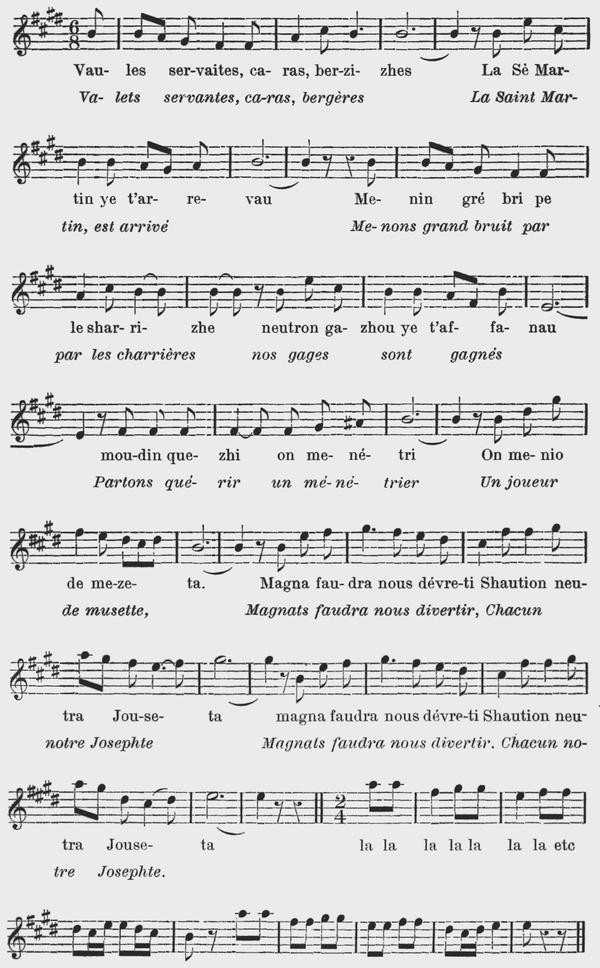 6/8
Vau- les ser-vaites, ca- ras, ber-zi- zhes La Sè Mar-
Va- lets servantes, ca-ras, bergères La Saint Mar-
tin ye t'ar- re- vau Me- nin gré bri pe
tin, est arrivé Me- nons grand bruit par
le shar- ri- zhe neutron ga- zhou ye t'af- fa- nau
par les charrières nos gages sont gagnés
mou-din que- zhi on me- né- tri On me- nio
Partons qué- rir un mé- né- trier Un joueur
de me-ze- ta. Magna fau- dra nous dévre-ti Shaution neu-
de musette, Magnats faudra nous divertir, Chacun
tra Jou-se- ta magna faudra nous dévre-ti Shaution neu-
notre Josephte Magnats faudra nous divertir. Chacun no-
2/4
tra Jouse- ta la la la la la la la etc
tre Josephte.